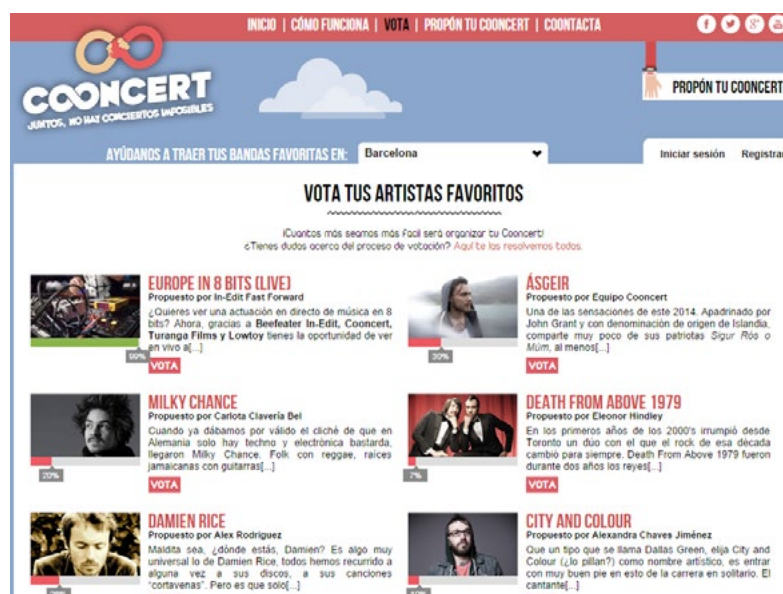 INICIO | CÓMO FUNCIONA | VOTA | PROPÓN TU COONCERT | COONTACTA
COONCERT
JUNTOS, NO HAY CONCIERTOS IMPOSIBLES
PROPÓN TU COONCERT
AYÚDANOS A TRAER TUS BANDAS FAVORITAS EN: Barcelona
Iniciar sesión Registrar
VOTA TUS ARTISTAS FAVORITOS
¡Cuantos más seamos más facil será organizar tu Cooncert!
¿Tienes dudas acerca del proceso de votación? Aquí te las resolvemos todas.
EUROPE IN 8 BITS (LIVE)
Propuesto por In-Edit Fast Forward
¿Quieres ver una actuación en directo de música en 8
bits? Ahora, gracias a Beefeater In-Edit, Cooncert,
Turanga Films y Lowtoy tienes la oportunidad de ver
en vivo a[...]
99%
VOTA
ÁSGEIR
Propuesto por Equipo Cooncert
Una de las sensaciones de este 2014. Apadrinado por
John Grant y con denominación de origen de Islandia,
comparte muy poco de sus patriotas Sigur Rós o
Múm, al menos[...]
30%
VOTA
MILKY CHANCE
Propuesto por Carlota Clavería Bel
Cuando ya dábamos por válido el cliché de que en
Alemania solo hay techno y electrónica bastarda,
llegaron Milky Chance. Folk con reggae, raíces
jamaicanas con guitarras[...]
20%
VOTA
DEATH FROM ABOVE 1979
Propuesto por Eleonor Hindley
En los primeros años de los 2000's irrumpió desde
Toronto un dúo con el que el rock de esa década
cambió para siempre. Death From Above 1979 fueron
durante dos años los reyes[...]
7%
VOTA
DAMIEN RICE
Propuesto por Alex Rodriguez
Maldita sea, ¿dónde estás, Damien? Es algo muy
universal lo de Damien Rice, todos hemos recurrido a
alguna vez a sus discos, a sus canciones
"cortavenas". Pero es que solo[...]
CITY AND COLOUR
Propuesto por Alexandra Chaves Jiménez
Que un tipo que se llama Dallas Green, elija City and
Colour (¿lo pillan?) como nombre artístico, es entrar
con muy buen pie en esto de la carrera en solitario. El
cantante[...]